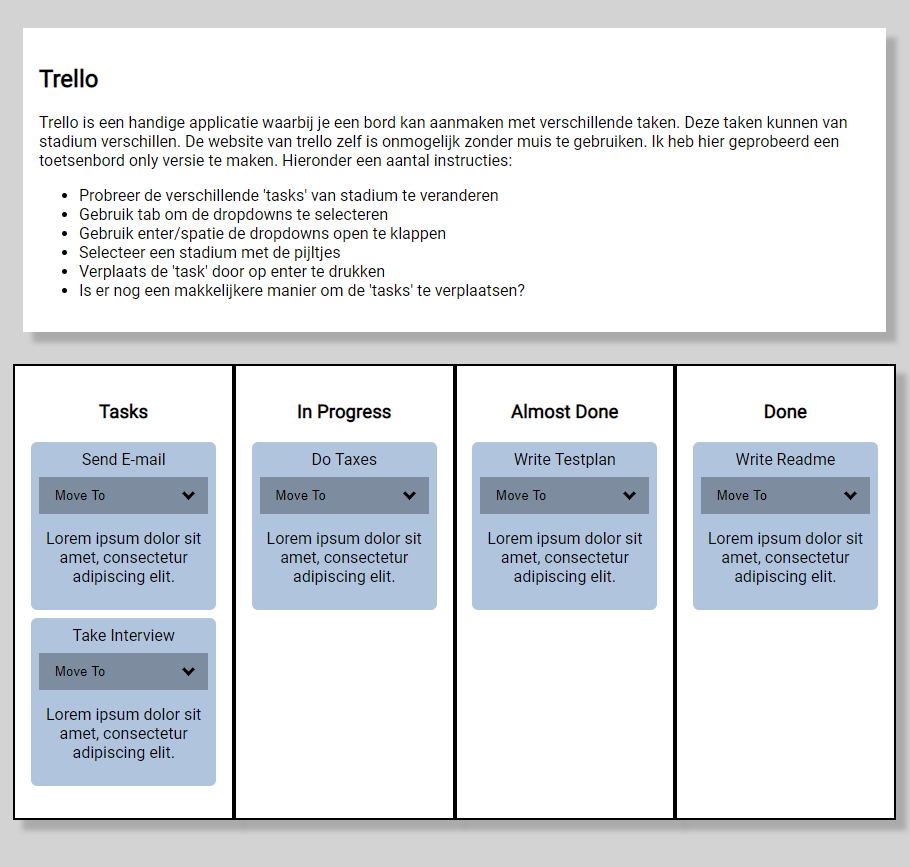 Trello
Trello is een handige applicatie waarbij je een bord kan aanmaken met verschillende taken. Deze taken kunnen van
stadium verschillen. De website van trello zelf is onmogelijk zonder muis te gebruiken. Ik heb hier geprobeerd een
toetsenbord only versie te maken. Hieronder een aantal instructies:
• Probreer de verschillende 'tasks' van stadium te veranderen
• Gebruik tab om de dropdowns te selecteren
• Gebruik enter/spatie de dropdowns open te klappen
• Selecteer een stadium met de pijltjes
• Verplaats de 'task' door op enter te drukken
• Is er nog een makkelijkere manier om de 'tasks' te verplaatsen?
Tasks
Send E-mail
Move To
Lorem ipsum dolor sit
amet, consectetur
adipiscing elit.
Take Interview
Move To
Lorem ipsum dolor sit
amet, consectetur
adipiscing elit.
In Progress
Do Taxes
Move To
Lorem ipsum dolor sit
amet, consectetur
adipiscing elit.
Almost Done
Write Testplan
Move To
Lorem ipsum dolor sit
amet, consectetur
adipiscing elit.
Done
Write Readme
Move To
Lorem ipsum dolor sit
amet, consectetur
adipiscing elit.